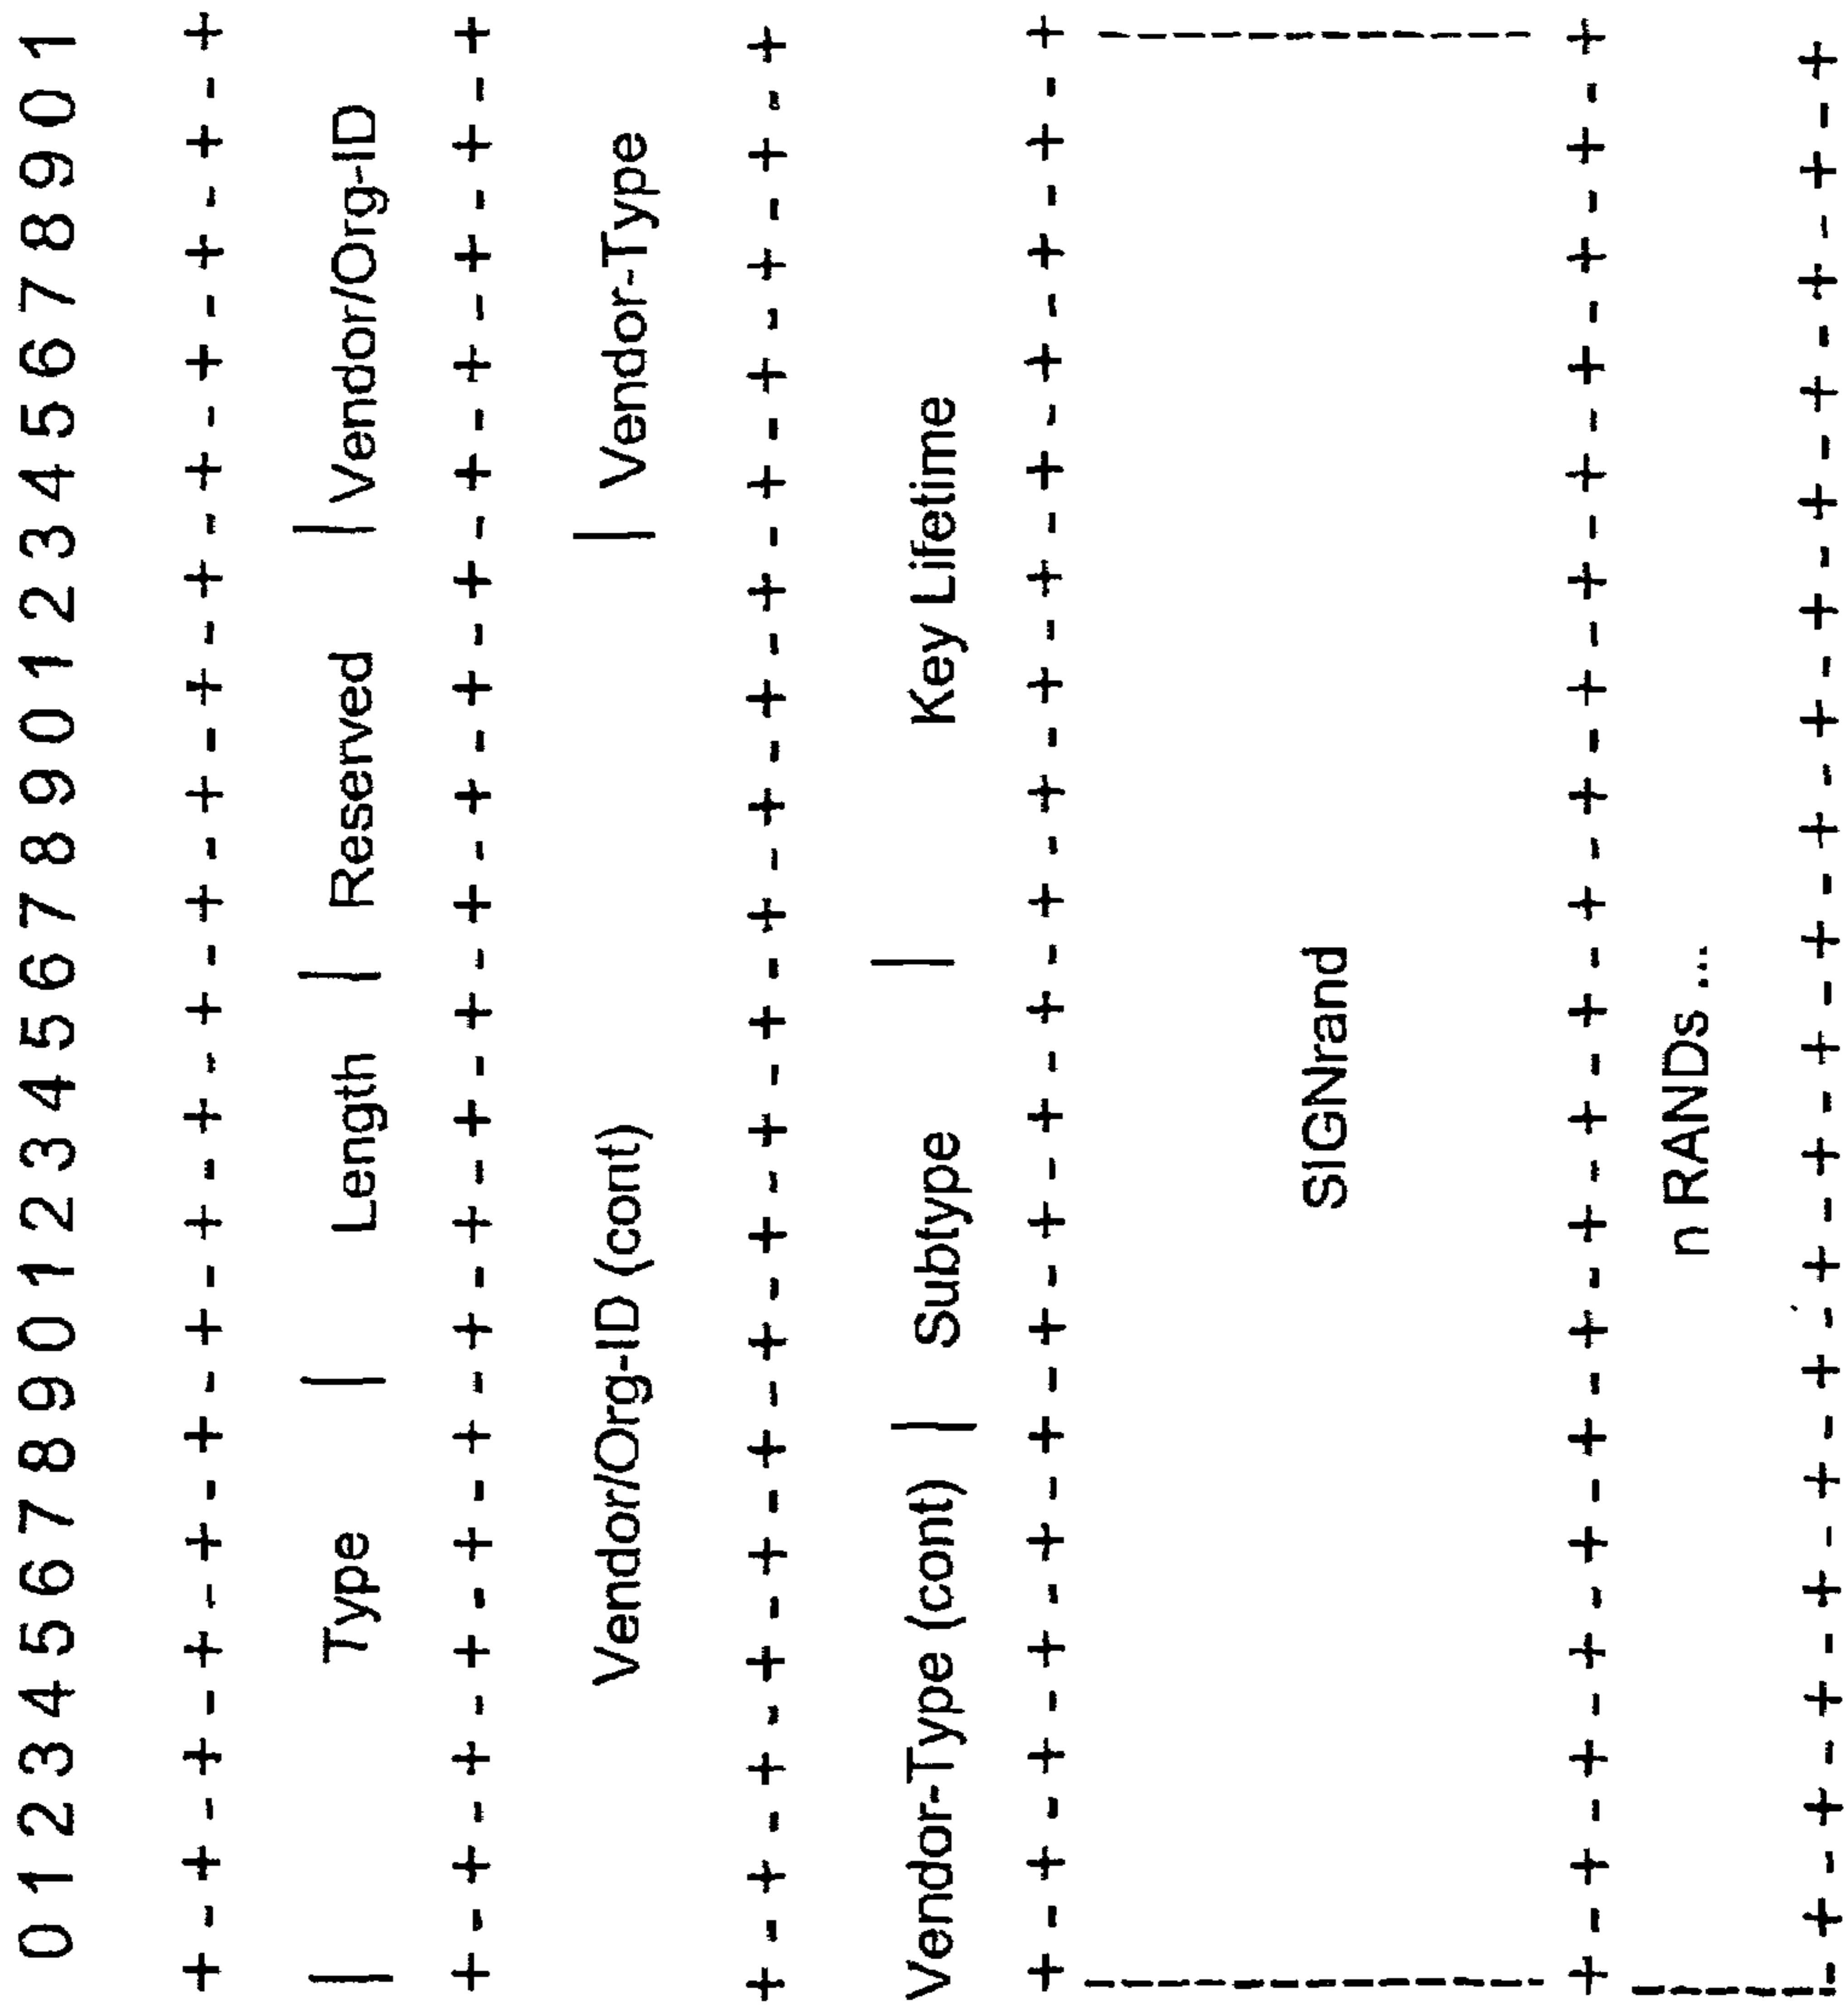 0 1 2 3 4 5 6 7 8 9 0 1 2 3 4 5 6 7 8 9 0 1 2 3 4 5 6 7 8 9 0 1
+ - + - + - + - + - + - + - + - + - + - + - + - + - + - + - + - + - + - +
| Type | Length | Reserved | Vendor/Org-ID
+ - + - + - + - + - + - + - + - + - + - + - + - + - + - + - + - + - + - +
Vendor/Org-ID (cont) | Vendor-Type
+ - + - + - + - + - + - + - + - + - + - + - + - + - + - + - + - + - + - +
Vendor-Type (cont) | Subtype | Key Lifetime
+ - + - + - + - + - + - + - + - + - + - + - + - + - + - + - + - + - + - +
SIGNrand
+ - + - + - + - + - + - + - + - + - + - + - + - + - + - + - + - + - + - +
n RANDs...
- + - + - + - + - + - + - + - + - + - + - + - + - + - + - + - + - + - +